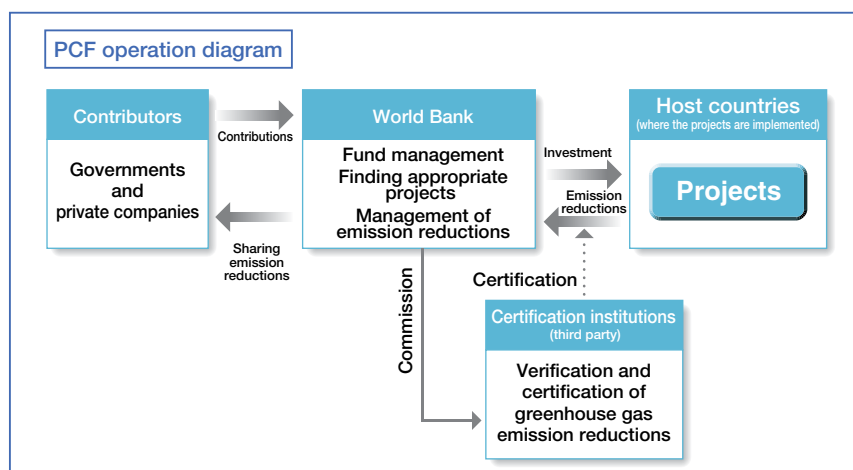 PCF operation diagram
Contributors
Governments
and
private companies
Contributions
Sharing
emission
reductions
World Bank
Fund management
Finding appropriate
projects
Management of
emission reductions
Investment
Emission
reductions
Host countries
(where the projects are implemented)
Projects
Commission
Certification
Certification institutions
(third party)
Verification and
certification of
greenhouse gas
emission reductions